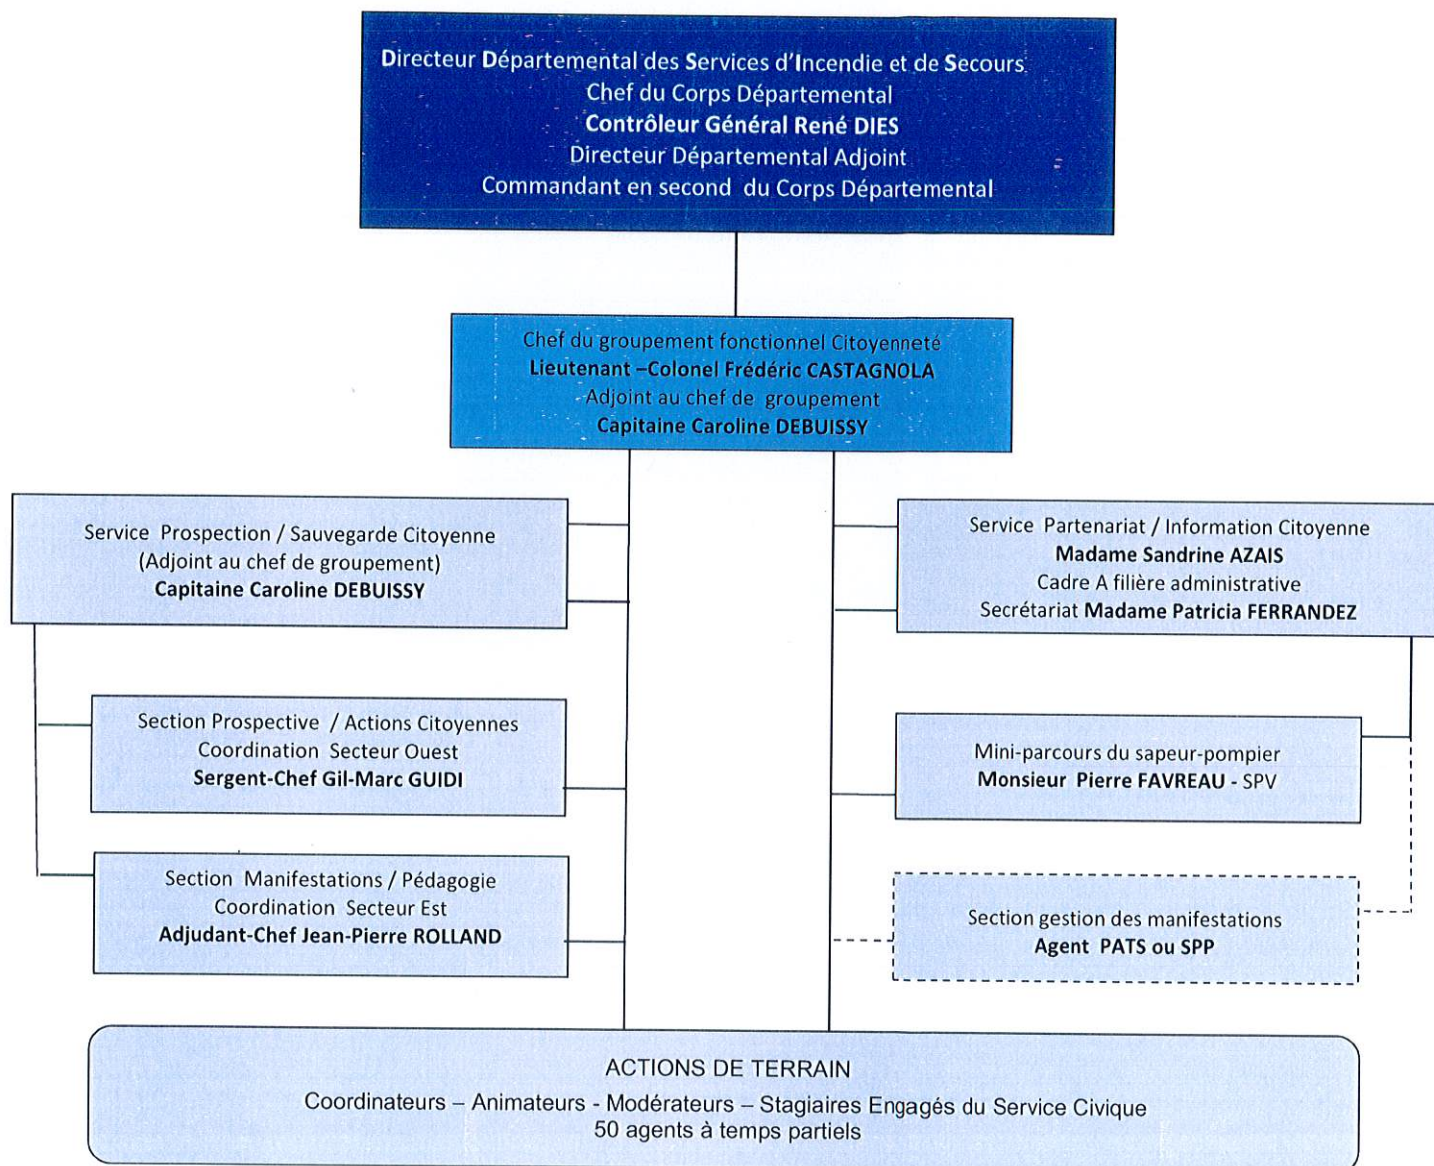 Directeur Départemental des Services d'Incendie et de Secours
Chef du Corps Départemental
Contrôleur Général René DIES
Directeur Départemental Adjoint
Commandant en second du Corps Départemental
Chef du groupement fonctionnel Citoyenneté
Lieutenant –Colonel Frédéric CASTAGNOLA
Adjoint au chef de groupement
Capitaine Caroline DEBUISSY
Service Prospection / Sauvegarde Citoyenne
(Adjoint au chef de groupement)
Capitaine Caroline DEBUISSY
Service Partenariat / Information Citoyenne
Madame Sandrine AZAIS
Cadre A filière administrative
Secrétariat Madame Patricia FERRANDEZ
Section Prospective / Actions Citoyennes
Coordination Secteur Ouest
Sergent-Chef Gil-Marc GUIDI
Mini-parcours du sapeur-pompier
Monsieur Pierre FAVREAU - SPV
Section Manifestations / Pédagogie
Coordination Secteur Est
Adjudant-Chef Jean-Pierre ROLLAND
Section gestion des manifestations
Agent PATS ou SPP
ACTIONS DE TERRAIN
Coordinateurs – Animateurs - Modérateurs – Stagiaires Engagés du Service Civique
50 agents à temps partiels